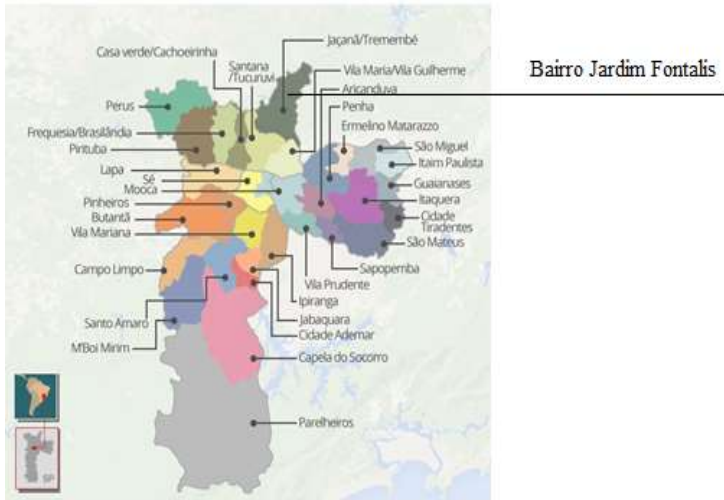 Jaçanã/Tremembé
Bairro Jardim Fontalis
Casa verde/Cachoeirinha
Santana
/Tucuruvi
Vila Maria/Vila Guilherme
Aricanduva
Perus
Penha
Ermelino Matarazzo
Frequesia/Brasilândia
São Miguel
Pirituba
Itaim Paulista
Lapa
Sé
Guaianases
Mooca
Itaquera
Pinheiros
Cidade
Tiradentes
Butantã
Vila Mariana
São Mateus
Sapopemba
Campo Limpo
Vila Prudente
Ipiranga
Santo Amaro
Jabaquara
Cidade Ademar
M'Boi Mirim
Capela do Socorro
Parelheiros
SP